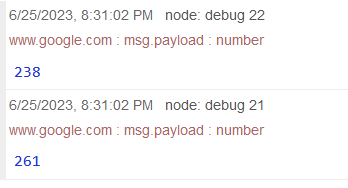 6/25/2023, 8:31:02 PM   node: debug 22
www.google.com : msg.payload : number
238
6/25/2023, 8:31:02 PM   node: debug 21
www.google.com : msg.payload : number
261